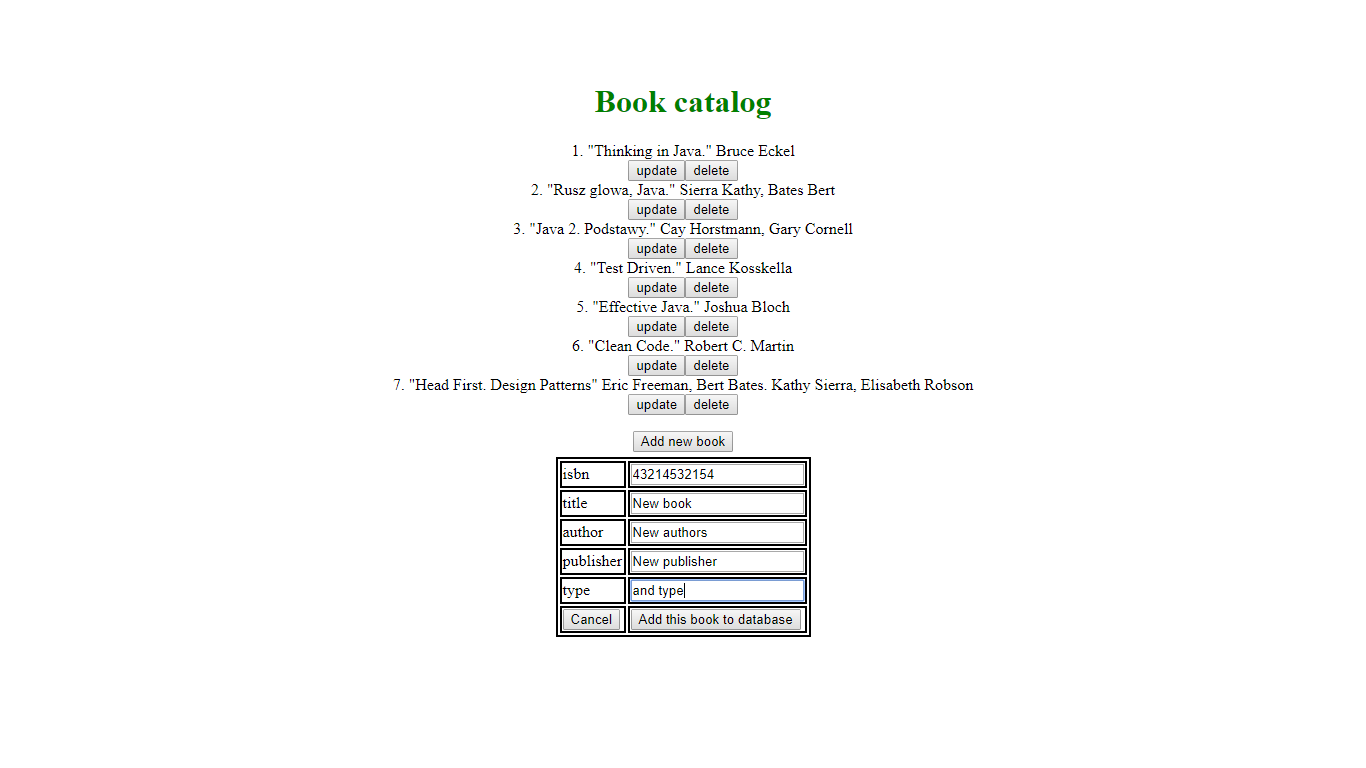 Book catalog
1. "Thinking in Java." Bruce Eckel
update delete
2. "Rusz glowa, Java." Sierra Kathy, Bates Bert
update delete
3. "Java 2. Podstawy." Cay Horstmann, Gary Cornell
update delete
4. "Test Driven." Lance Kosskella
update delete
5. "Effective Java." Joshua Bloch
update delete
6. "Clean Code." Robert C. Martin
update delete
7. "Head First. Design Patterns" Eric Freeman, Bert Bates. Kathy Sierra, Elisabeth Robson
update delete
Add new book
isbn 43214532154
title New book
author New authors
publisher New publisher
type and type
Cancel Add this book to database